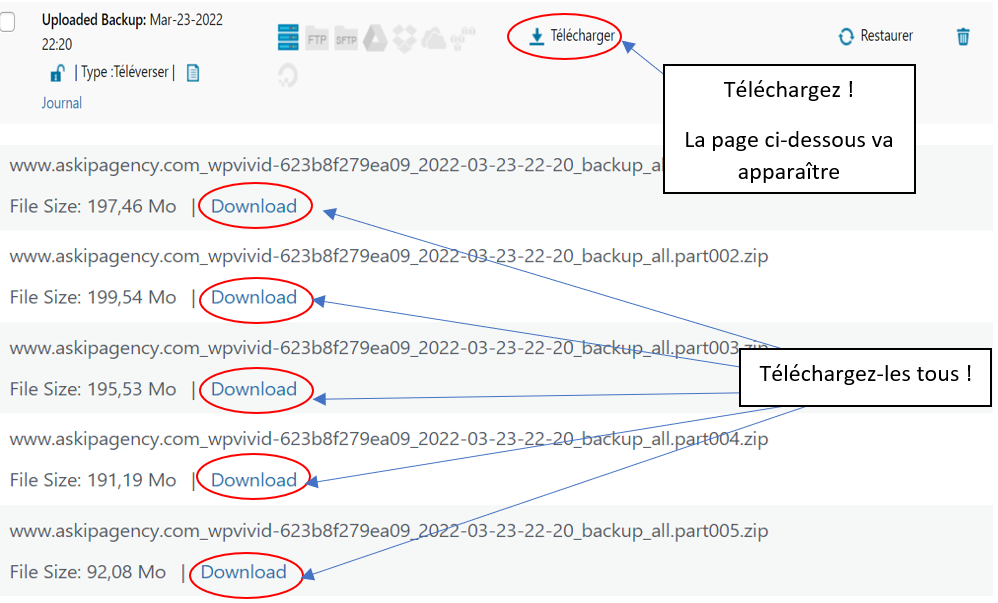 Uploaded Backup: Mar-23-2022
22:20
FTP
SFTP
Télécharger
Restaurer
| Type :Téléverser |
Journal
Téléchargez !
La page ci-dessous va
apparaître
www.askipagency.com_wpvivid-623b8f279ea09_2022-03-23-22-20_backup_al
File Size: 197,46 Mo | Download
www.askipagency.com_wpvivid-623b8f279ea09_2022-03-23-22-20_backup_all.part002.zip
File Size: 199,54 Mo | Download
www.askipagency.com_wpvivid-623b8f279ea09_2022-03-23-22-20_backup_all.part003.zip
Téléchargez-les tous !
File Size: 195,53 Mo | Download
www.askipagency.com_wpvivid-623b8f279ea09_2022-03-23-22-20_backup_all.part004.zip
File Size: 191,19 Mo | Download
www.askipagency.com_wpvivid-623b8f279ea09_2022-03-23-22-20_backup_all.part005.zip
File Size: 92,08 Mo | Download